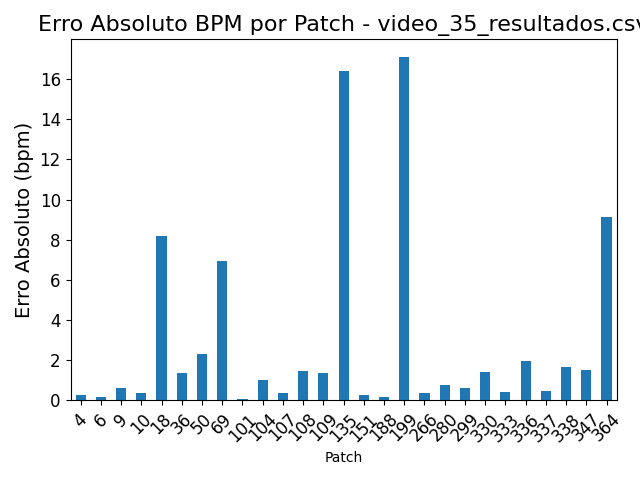 Erro Absoluto BPM por Patch - video_35_resultados.csv
Erro Absoluto (bpm)
16
14
12
10
8
6
4
2
0
4 6 9 10 18 36 50 69 101 104 107 108 109 135 151 188 199 266 280 299 330 333 336 337 338 347 364
Patch